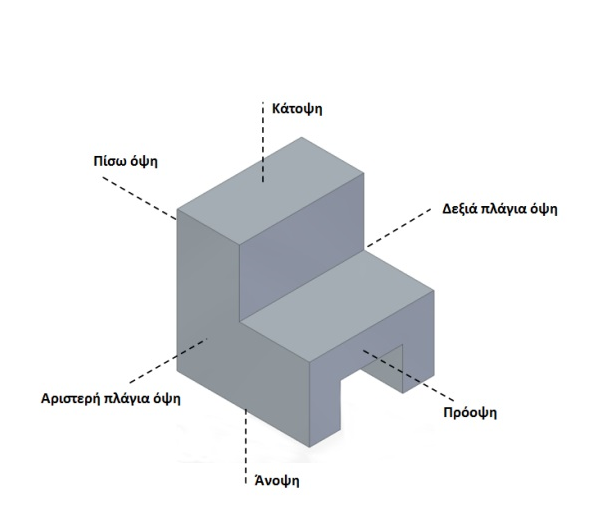 Κάτοψη
Πίσω όψη
Δεξιά πλάγια όψη
Αριστερή πλάγια όψη
Πρόοψη
Άνοψη